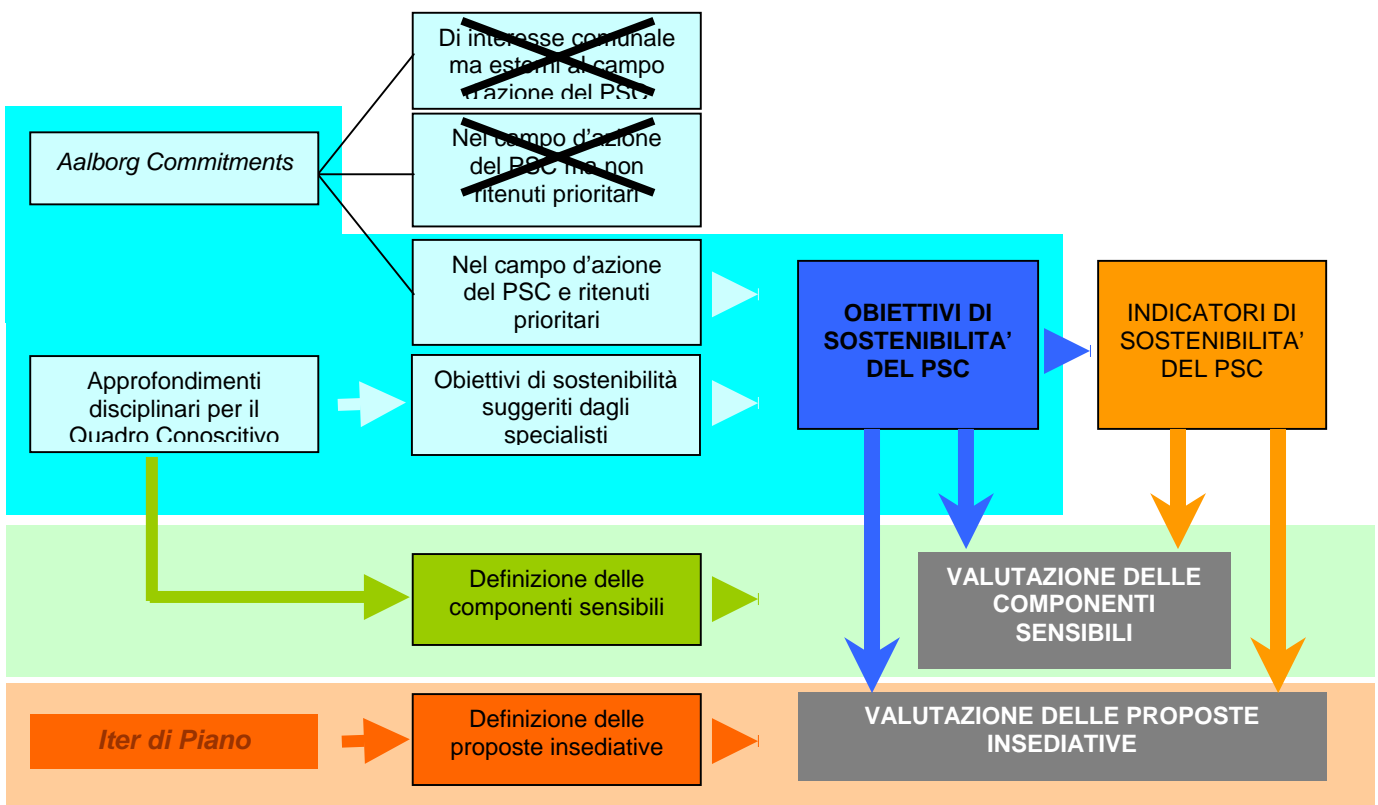 Di interesse comunale
ma esterni al campo
d'azione del PSC
Aalborg Commitments
Nel campo d'azione
del PSC ma non
ritenuti prioritari
Nel campo d'azione
del PSC e ritenuti
prioritari
OBIETTIVI DI
SOSTENIBILITA'
DEL PSC
INDICATORI DI
SOSTENIBILITA'
DEL PSC
Approfondimenti
disciplinari per il
Quadro Conoscitivo
Obiettivi di sostenibilità
suggeriti dagli
specialisti
Definizione delle
componenti sensibili
VALUTAZIONE DELLE
COMPONENTI
SENSIBILI
Iter di Piano
Definizione delle
proposte insediative
VALUTAZIONE DELLE PROPOSTE
INSEDIATIVE